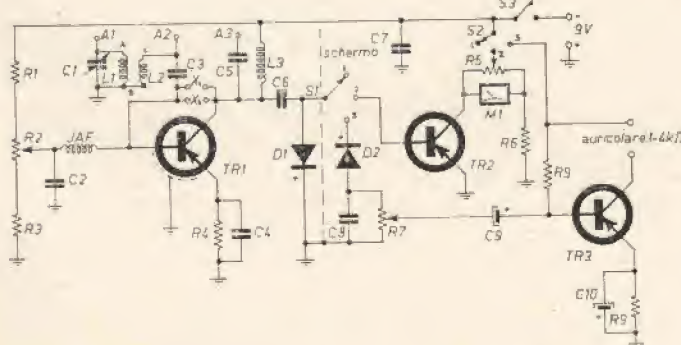 S3
A1 A2 A3 C7 S2 9V
schermo
C1 L1 L2 C3 C5 L3 R5
R1 X1 C6 S1 M1
X1
R2 JAF R6 auricolare 1-4kΩ
TR1 D1 D2 TR2 R9
C2
R3 R4 C4 C8 R7 C9 TR3
C10 R9